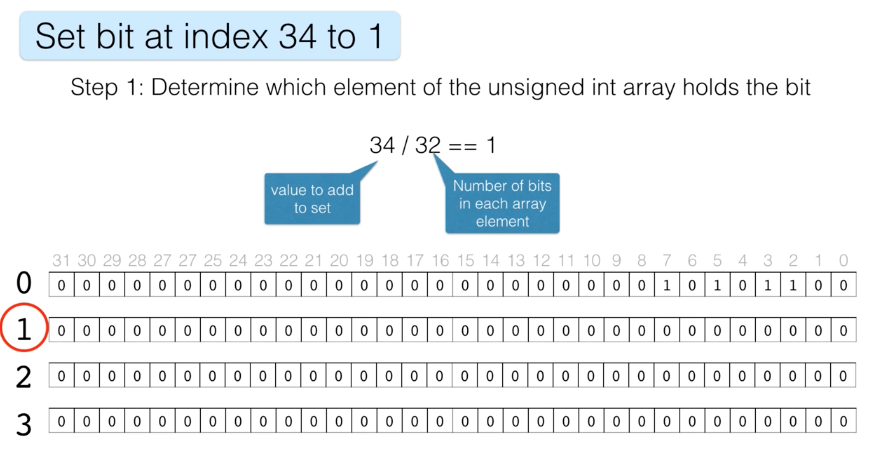 Set bit at index 34 to 1
Step 1: Determine which element of the unsigned int array holds the bit
34 / 32 == 1
value to add
to set
Number of bits
in each array
element
31 30 29 28 27 27 25 24 23 22 21 20 19 18 17 16 15 14 13 12 11 10 9 8 7 6 5 4 3 2 1 0
0 0 0 0 0 0 0 0 0 0 0 0 0 0 0 0 0 0 0 0 0 0 0 0 0 1 0 1 0 1 1 0 0
1 0 0 0 0 0 0 0 0 0 0 0 0 0 0 0 0 0 0 0 0 0 0 0 0 0 0 0 0 0 0 0 0
2 0 0 0 0 0 0 0 0 0 0 0 0 0 0 0 0 0 0 0 0 0 0 0 0 0 0 0 0 0 0 0 0
3 0 0 0 0 0 0 0 0 0 0 0 0 0 0 0 0 0 0 0 0 0 0 0 0 0 0 0 0 0 0 0 0